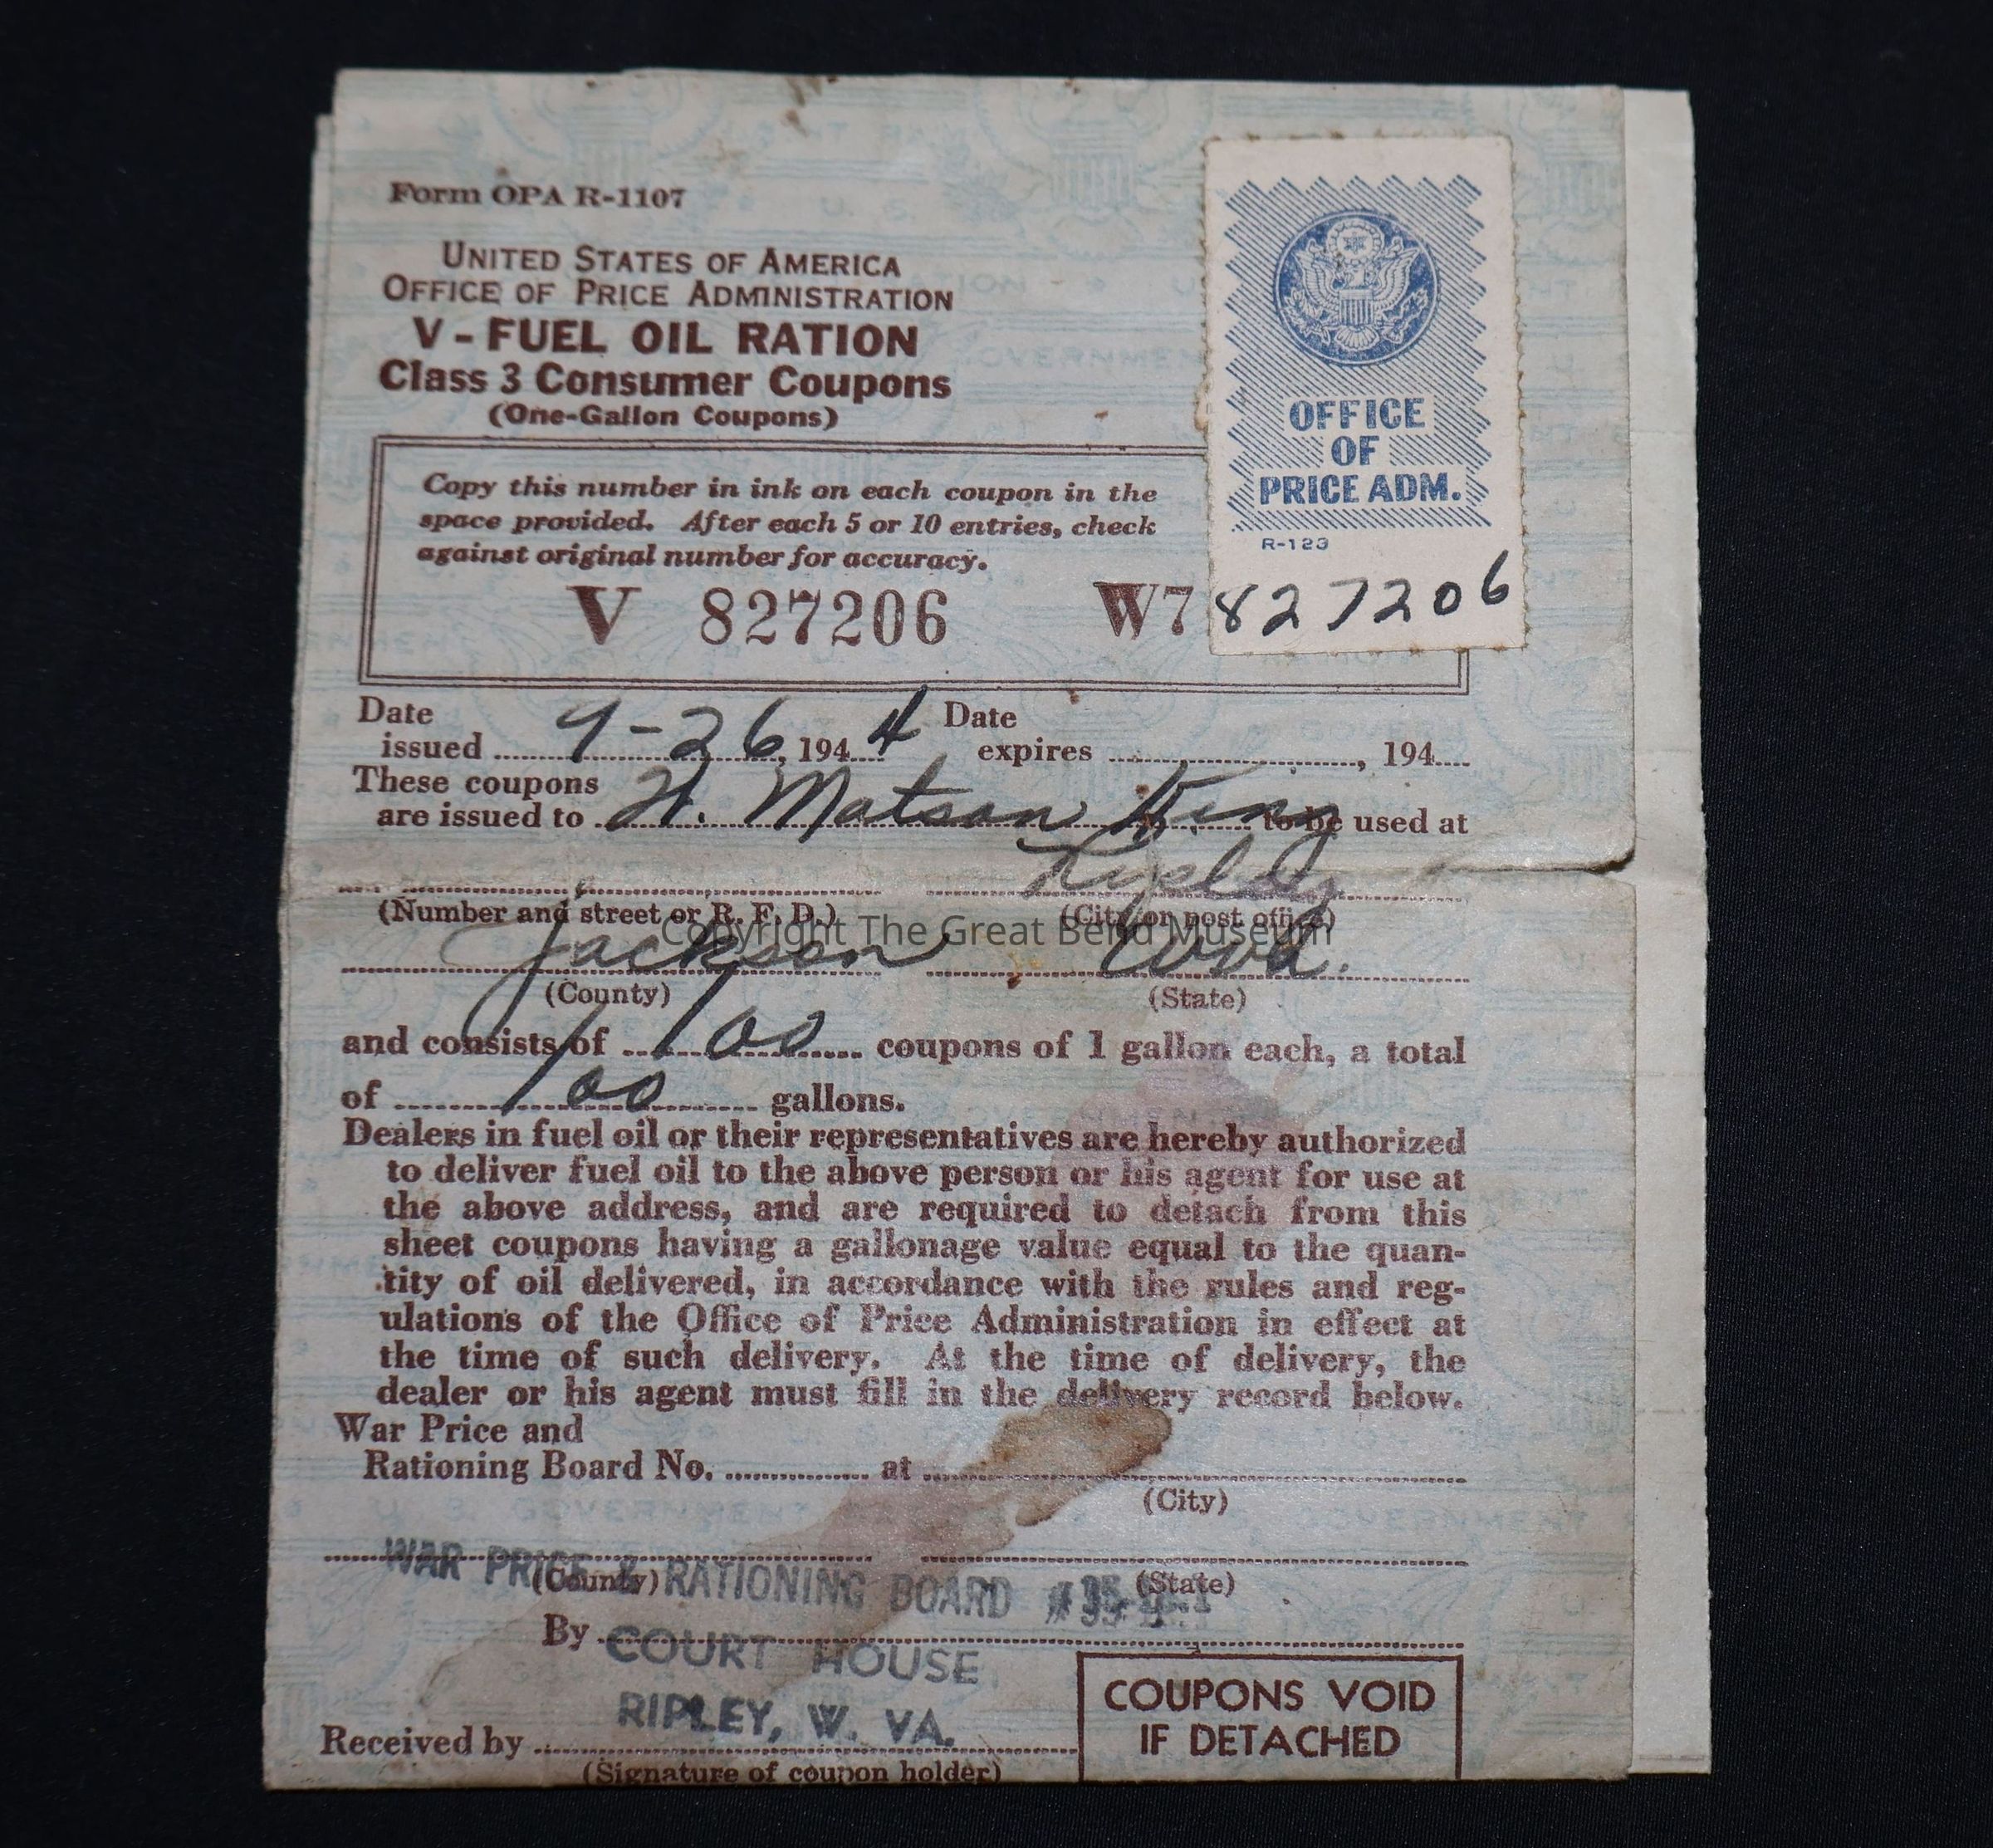 Form OPA R-1107
UNITED STATES OF AMERICA
OFFICE OF PRICE ADMINISTRATION
V - FUEL OIL RATION
Class 3 Consumer Coupons
(One-Gallon Coupons)
OFFICE
OF
PRICE ADM.
R-123
827206
Copy this number in ink on each coupon in the
space provided. After each 5 or 10 entries, check
against original number for accuracy.
V 827206 W7
Date Date
issued 9-26, 1944 expires , 194
These coupons
are issued to H. Matson King to be used at
Ripley
(Number and street or R. F. D.) (City or post office)
Copyright The Great Bend Museum
Jackson Wva.
(County) (State)
and consists of 100 coupons of 1 gallon each, a total
of 100 gallons.
Dealers in fuel oil or their representatives are hereby authorized
to deliver fuel oil to the above person or his agent for use at
the above address, and are required to detach from this
sheet coupons having a gallonage value equal to the quan-
tity of oil delivered, in accordance with the rules and reg-
ulations of the Office of Price Administration in effect at
the time of such delivery. At the time of delivery, the
dealer or his agent must fill in the delivery record below.
War Price and
Rationing Board No. at
(City)
WAR PRICE & RATIONING BOARD
(County) (State)
By
COURT HOUSE
RIPLEY, W. VA.
Received by
(Signature of coupon holder)
COUPONS VOID
IF DETACHED